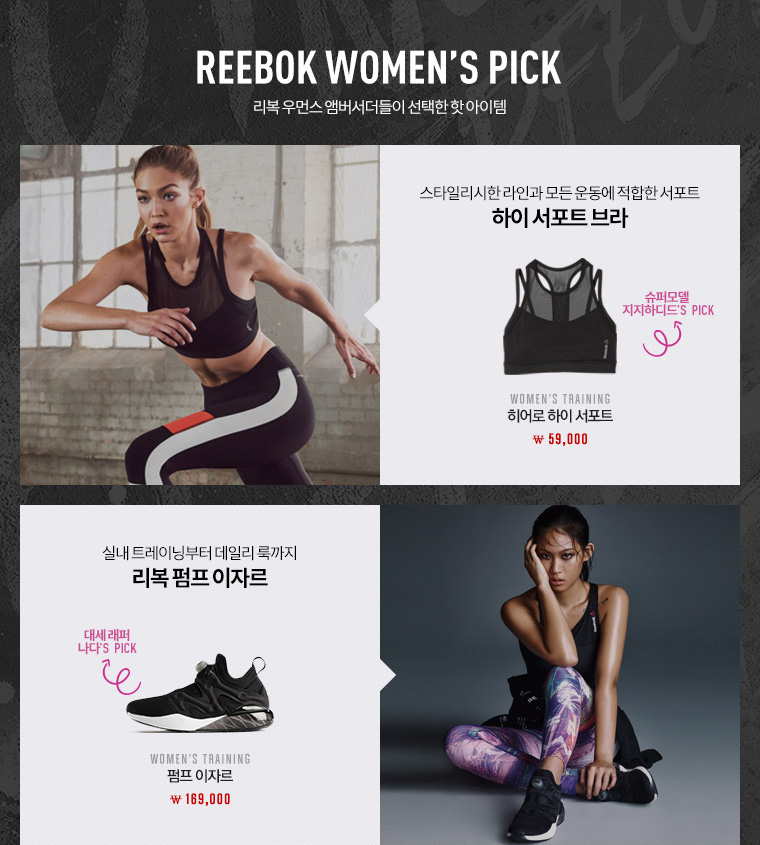 REEBOK WOMEN'S PICK
리복 우먼스 앰버서더들이 선택한 핫 아이템
스타일리시한 라인과 모든 운동에 적합한 서포트
하이 서포트 브라
슈퍼모델
지지하디드'S PICK
Reebok
WOMEN'S TRAINING
히어로 하이 서포트
₩ 59,000
실내 트레이닝부터 데일리 룩까지
리복 펌프 이자르
대세 래퍼
나다'S PICK
WOMEN'S TRAINING
펌프 이자르
₩ 169,000
Reebok